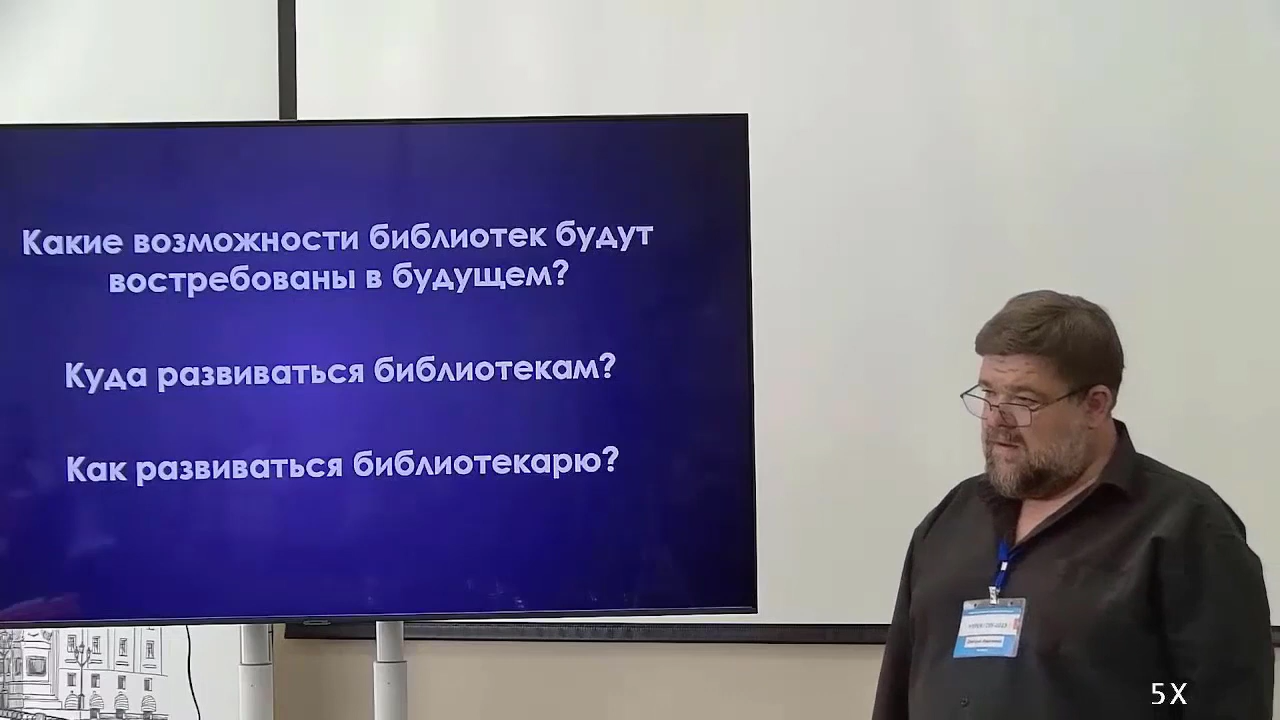 Какие возможности библиотек будут
востребованы в будущем?
Куда развиваться библиотекам?
Как развиваться библиотекарю?
5X